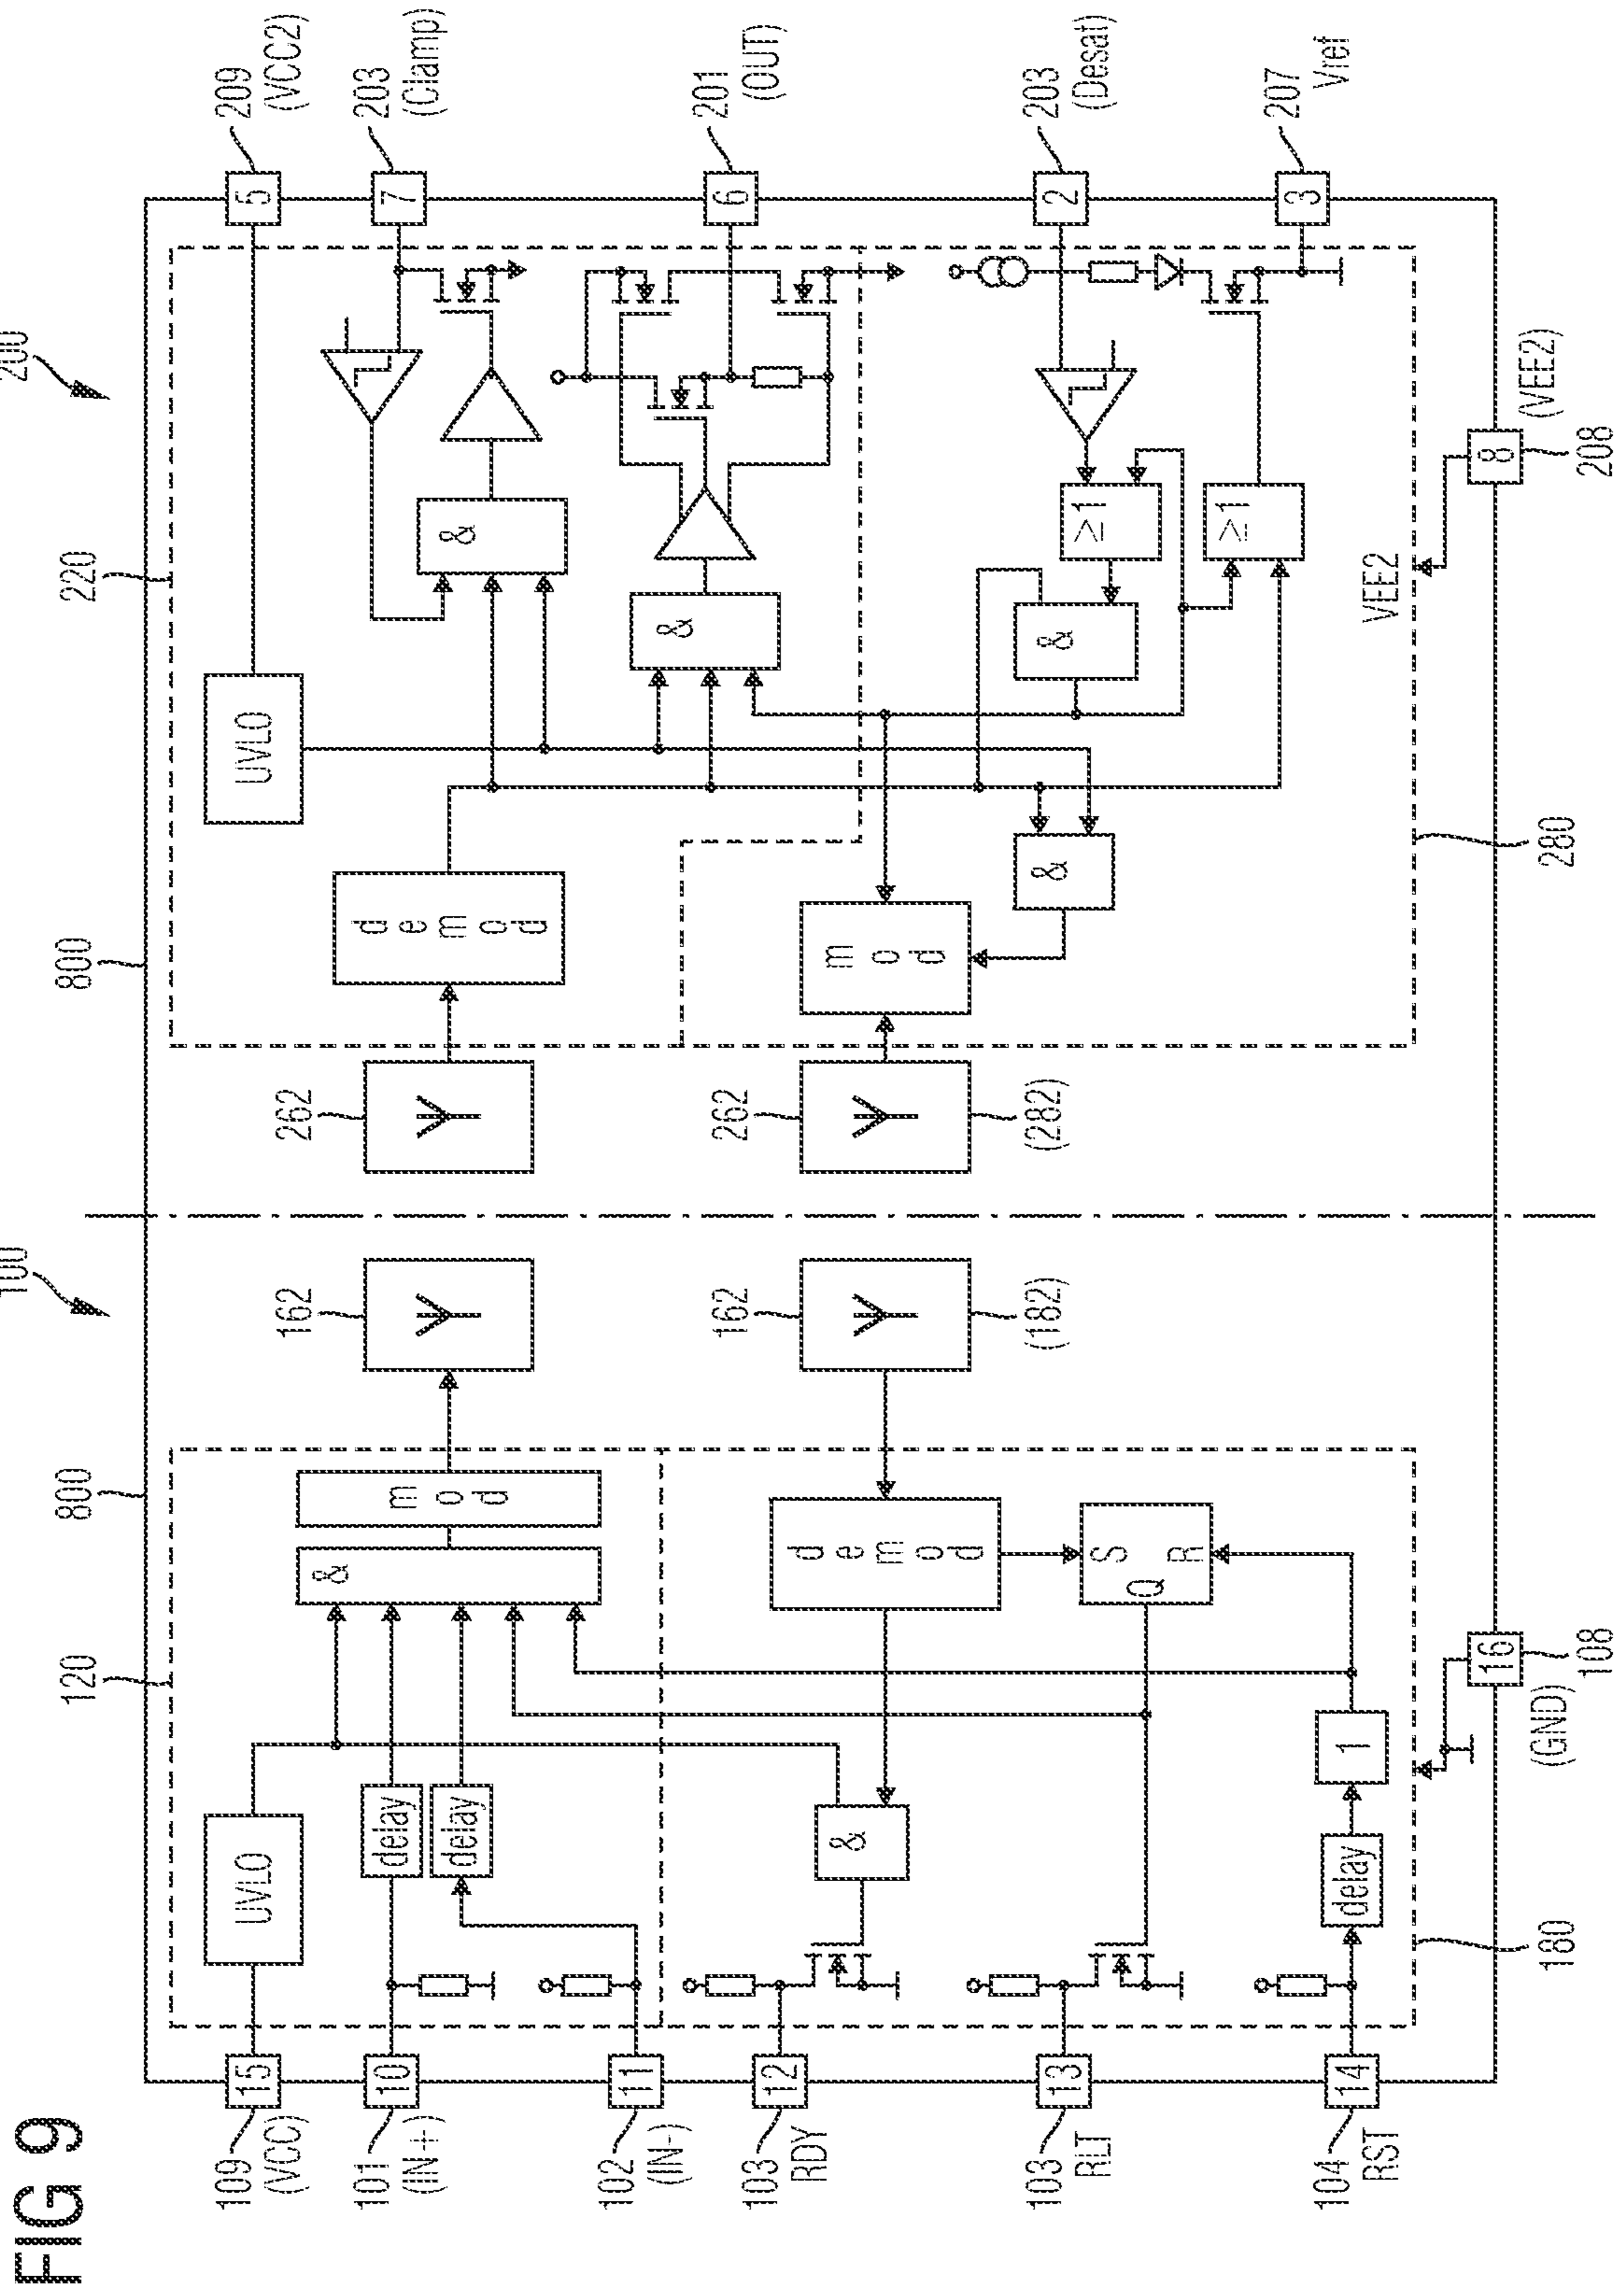 FIG 9
100
200
800
800
120
220
109
(VCC)
15
UVLO
101
(IN+)
10
delay
102
(IN-)
11
delay
&
mod
162
262
demod
UVLO
&
&
5
209
(VCC2)
7
203
(Clamp)
6
201
(OUT)
103
RDY
12
&
demod
162
(182)
262
(282)
mod
&
&
≥1
≥1
2
203
(Desat)
3
207
Vref
103
RLT
13
S
R
Q
104
RST
14
delay
1
180
280
VEE2
16
108
(GND)
8
208
(VEE2)